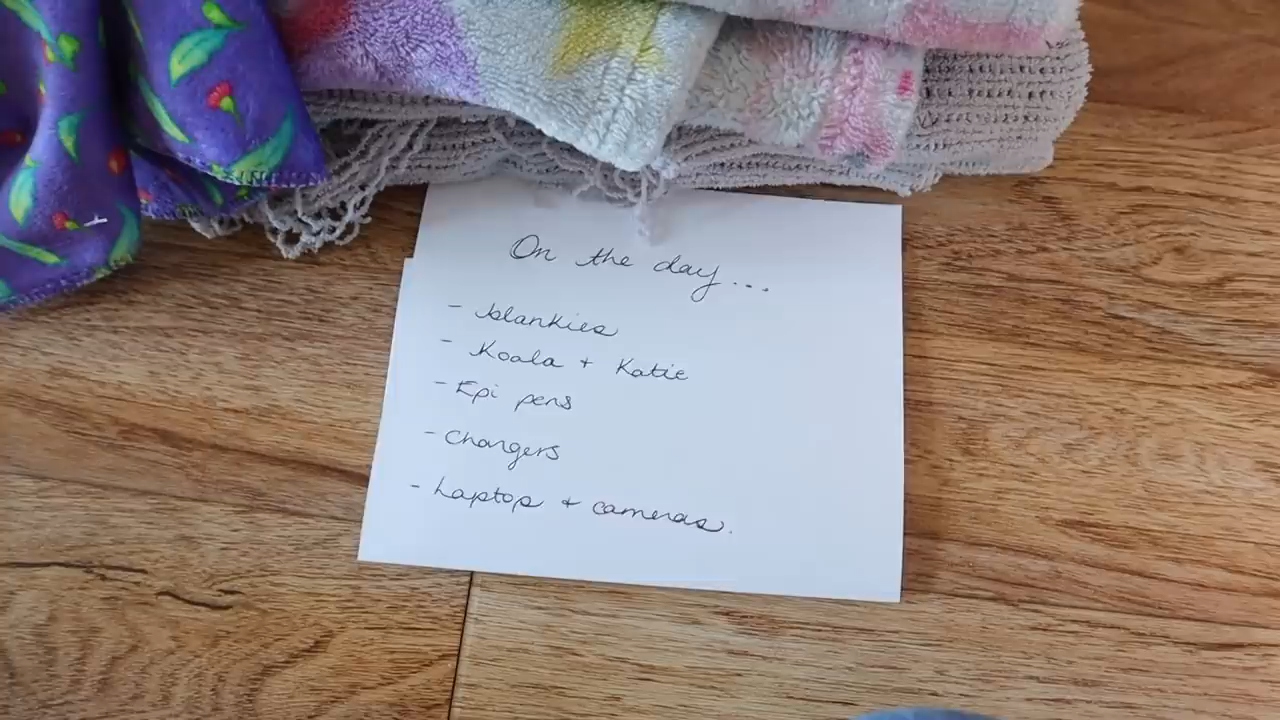 On the day...
- blankies
- Koala + Katie
- Epi pens
- Chargers
- Laptop + cameras.